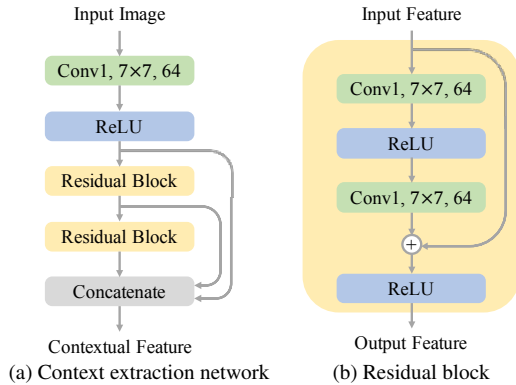 Input Image
Conv1, 7×7, 64
ReLU
Residual Block
Residual Block
Concatenate
Contextual Feature
(a) Context extraction network
Input Feature
Conv1, 7×7, 64
ReLU
Conv1, 7×7, 64
+
ReLU
Output Feature
(b) Residual block